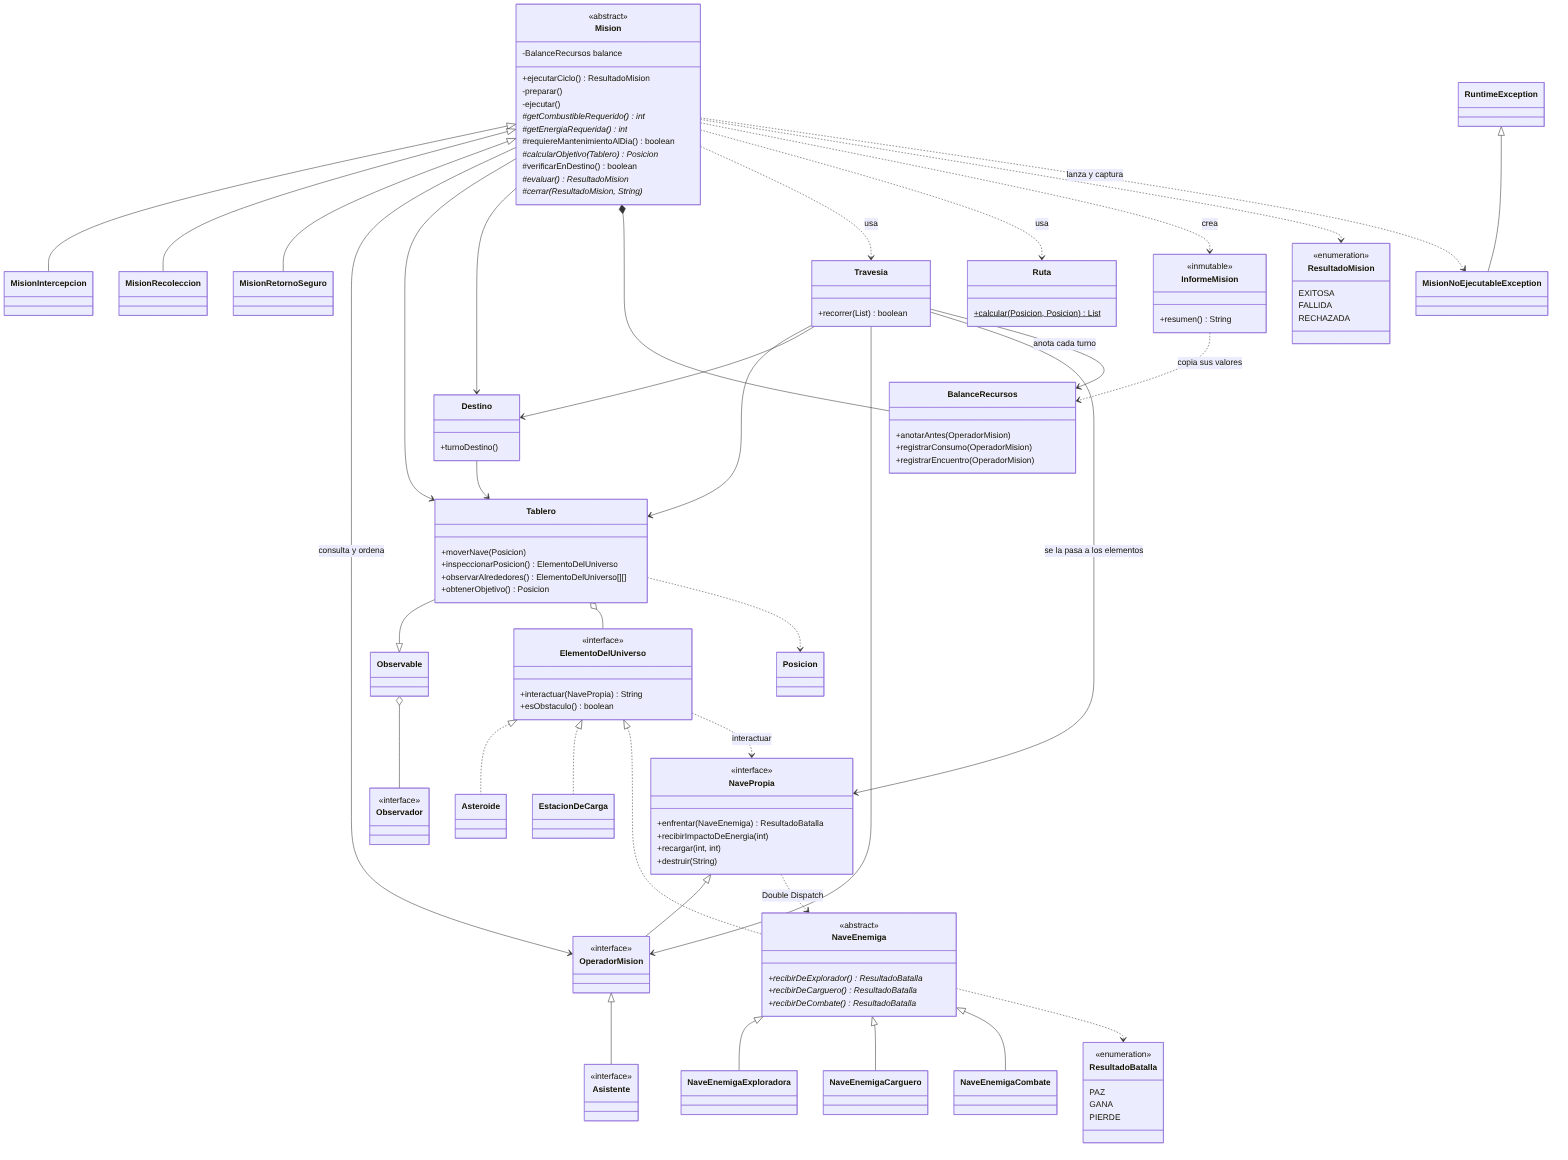 «abstract»
Mision
-BalanceRecursos balance
+ejecutarCiclo() : ResultadoMision
-preparar()
-ejecutar()
#getCombustibleRequerido() : int
#getEnergiaRequerida() : int
#requiereMantenimientoAlDia() : boolean
#calcularObjetivo(Tablero) : Posicion
#verificarEnDestino() : boolean
#evaluar() : ResultadoMision
#cerrar(ResultadoMision, String)
RuntimeException
lanza y captura
usa
usa
crea
MisionIntercepcion
MisionRecoleccion
MisionRetornoSeguro
Travesia
+recorrer(List) : boolean
Ruta
+calcular(Posicion, Posicion) : List
«inmutable»
InformeMision
+resumen() : String
«enumeration»
ResultadoMision
EXITOSA
FALLIDA
RECHAZADA
MisionNoEjecutableException
anota cada turno
copia sus valores
Destino
+turnoDestino()
BalanceRecursos
+anotarAntes(OperadorMision)
+registrarConsumo(OperadorMision)
+registrarEncuentro(OperadorMision)
consulta y ordena
Tablero
+moverNave(Posicion)
+inspeccionarPosicion() : ElementoDelUniverso
+observarAlrededores() : ElementoDelUniverso[][]
+obtenerObjetivo() : Posicion
se la pasa a los elementos
Observable
«interface»
ElementoDelUniverso
+interactuar(NavePropia) : String
+esObstaculo() : boolean
Posicion
interactuar
«interface»
Observador
Asteroide
EstacionDeCarga
«interface»
NavePropia
+enfrentar(NaveEnemiga) : ResultadoBatalla
+recibirImpactoDeEnergia(int)
+recargar(int, int)
+destruir(String)
Double Dispatch
«interface»
OperadorMision
«abstract»
NaveEnemiga
+recibirDeExplorador() : ResultadoBatalla
+recibirDeCarguero() : ResultadoBatalla
+recibirDeCombate() : ResultadoBatalla
«interface»
Asistente
NaveEnemigaExploradora
NaveEnemigaCarguero
NaveEnemigaCombate
«enumeration»
ResultadoBatalla
PAZ
GANA
PIERDE